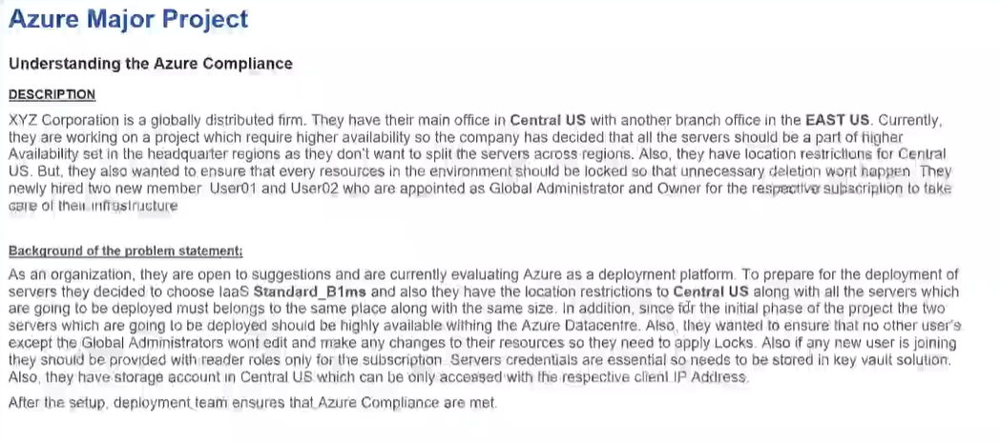 Azure Major Project
Understanding the Azure Compliance
DESCRIPTION
XYZ Corporation is a globally distributed firm. They have their main office in Central US with another branch office in the EAST US. Currently,
they are working on a project which require higher availability so the company has decided that all the servers should be a part of higher
Availability set in the headquarter regions as they don't want to split the servers across regions. Also, they have location restrictions for Central
US. But, they also wanted to ensure that every resources in the environment should be locked so that unnecessary deletion wont happen They
newly hired two new member User01 and User02 who are appointed as Global Administrator and Owner for the respective subscription to take
care of their infrastructure
Background of the problem statement:
As an organization, they are open to suggestions and are currently evaluating Azure as a deployment platform. To prepare for the deployment of
servers they decided to choose IaaS Standard_B1ms and also they have the location restrictions to Central US along with all the servers which
are going to be deployed must belongs to the same place along with the same size. In addition, since for the initial phase of the project the two
servers which are going to be deployed should be highly available withing the Azure Datacentre. Also, they wanted to ensure that no other user's
except the Global Administrators wont edit and make any changes to their resources so they need to apply Locks. Also if any new user is joining
they should be provded with reader roles only for the subscription. Servers credentials are essential so needs to be stored in key vault solution.
Also, they have storage account in Central US which can be only accessed with the respective client IP Address.
After the setup, deployment team ensures that Azure Compliance are met.